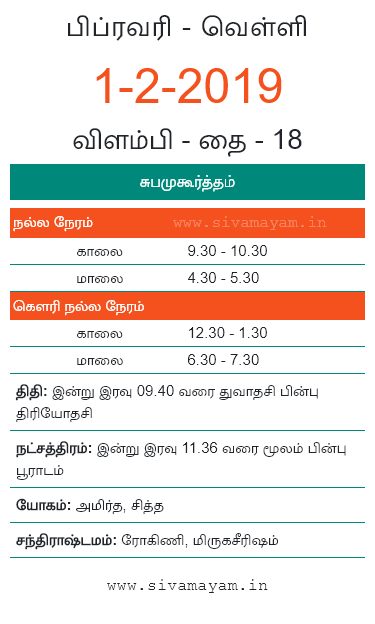 பிப்ரவரி - வெள்ளி
1-2-2019
விளம்பி - தை - 18
சுபமுகூர்த்தம்
நல்ல நேரம் www.sivamayam.in
காலை 9.30 - 10.30
மாலை 4.30 - 5.30
கௌரி நல்ல நேரம்
காலை 12.30 - 1.30
மாலை 6.30 - 7.30
திதி: இன்று இரவு 09.40 வரை துவாதசி பின்பு
திரியோதசி
நட்சத்திரம்: இன்று இரவு 11.36 வரை மூலம் பின்பு
பூராடம்
யோகம்: அமிர்த, சித்த
சந்திராஷ்டமம்: ரோகிணி, மிருகசீரிஷம்
www.sivamayam.in